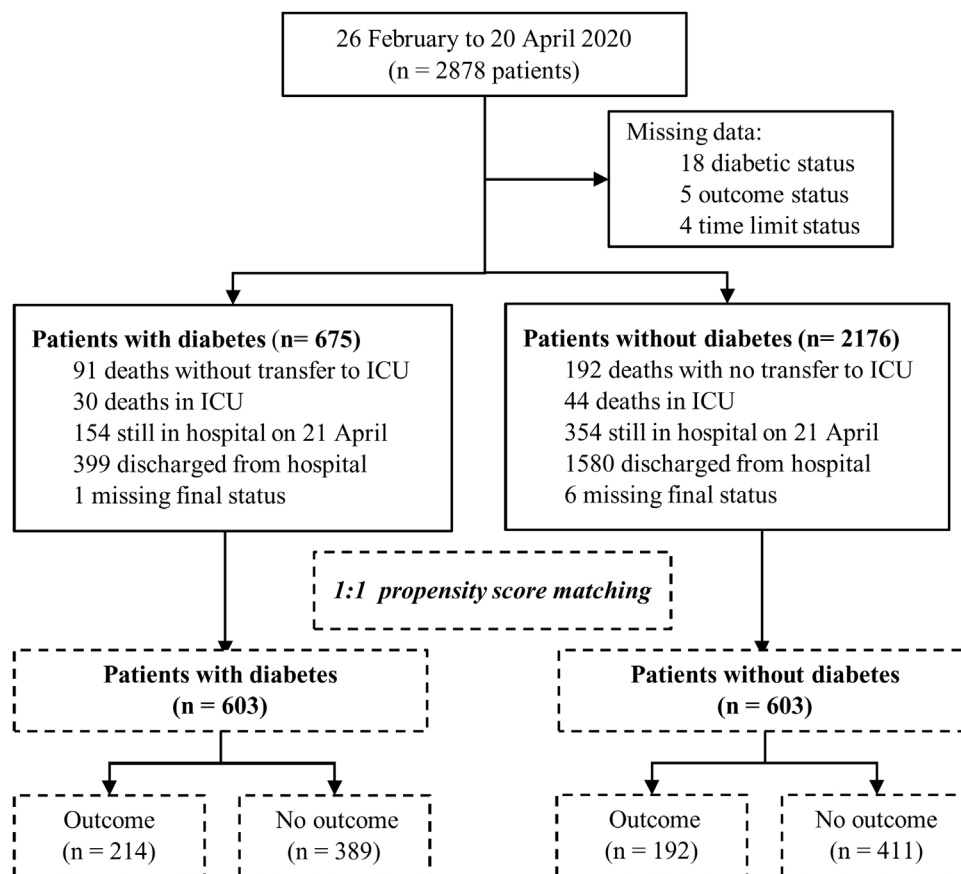 26 February to 20 April 2020
(n = 2878 patients)
Missing data:
18 diabetic status
5 outcome status
4 time limit status
Patients with diabetes (n= 675)
91 deaths without transfer to ICU
30 deaths in ICU
154 still in hospital on 21 April
399 discharged from hospital
1 missing final status
Patients without diabetes (n= 2176)
192 deaths with no transfer to ICU
44 deaths in ICU
354 still in hospital on 21 April
1580 discharged from hospital
6 missing final status
1:1 propensity score matching
Patients with diabetes
(n = 603)
Patients without diabetes
(n = 603)
Outcome
(n = 214)
No outcome
(n = 389)
Outcome
(n = 192)
No outcome
(n = 411)